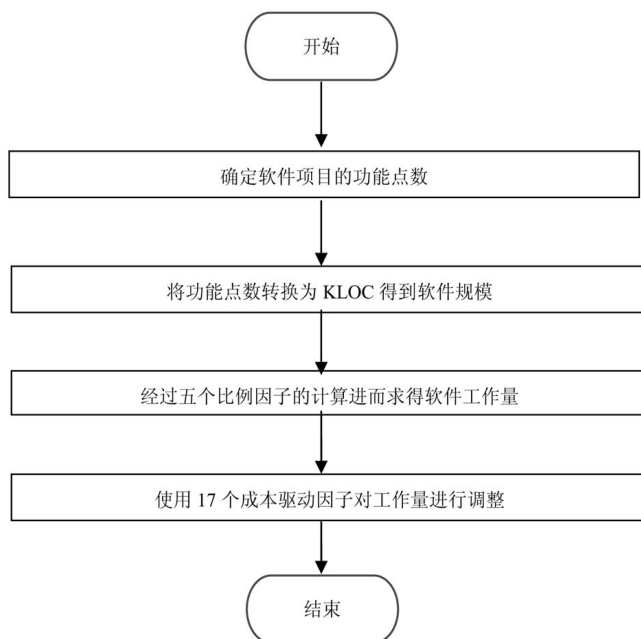 开始
确定软件项目的功能点数
将功能点数转换为 KLOC 得到软件规模
经过五个比例因子的计算进而求得软件工作量
使用 17 个成本驱动因子对工作量进行调整
结束